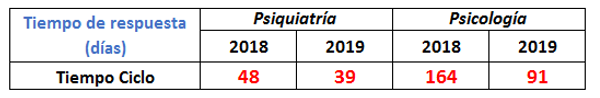 Tiempo de respuesta (días) Psiquiatría Psicología
2018 2019 2018 2019
Tiempo Ciclo 48 39 164 91